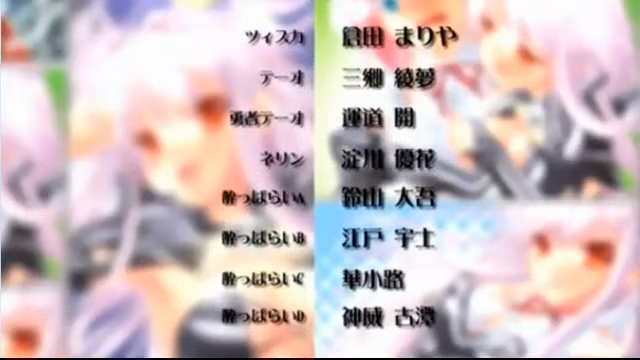 ツィスカ 倉田 まりや
テーオ 三郷 綾夢
勇者テーオ 運道 開
ネリン 淀川 優花
酔っぱらいA 鈴山 大吾
酔っぱらいB 江戸 宇士
酔っぱらいC 華小路
酔っぱらいD 神威 古潭